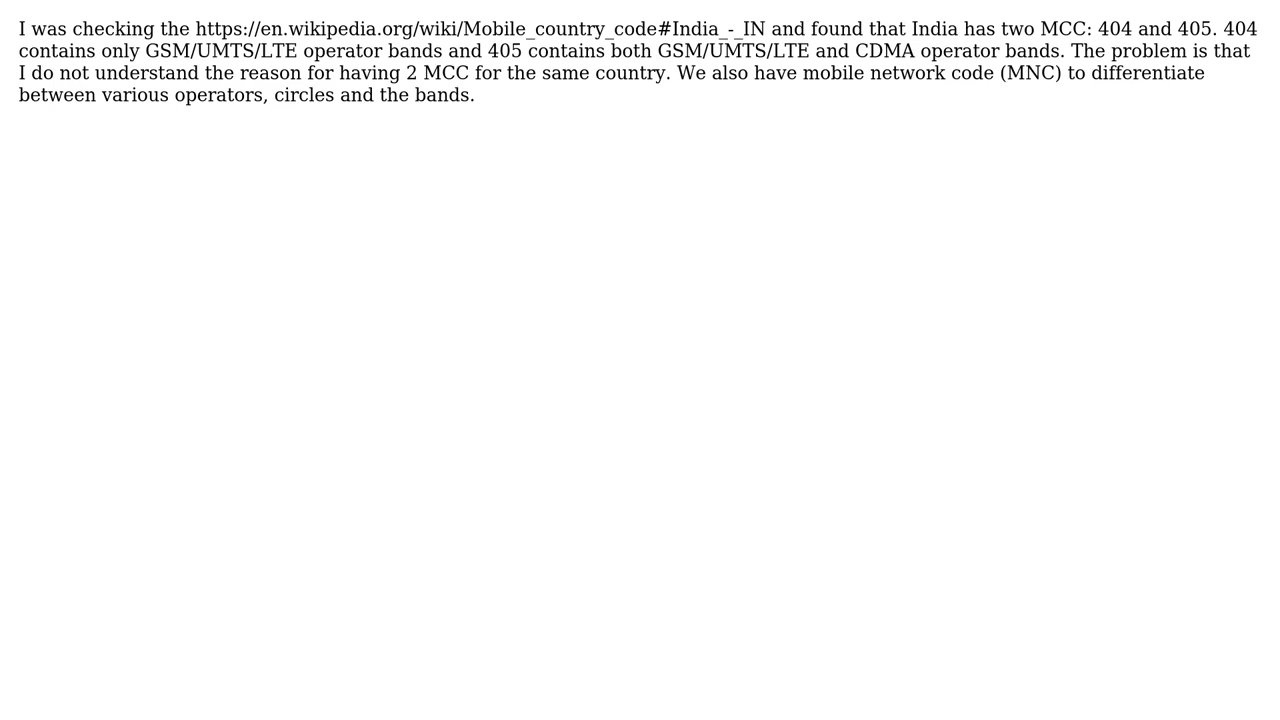 I was checking the https://en.wikipedia.org/wiki/Mobile_country_code#India_-_IN and found that India has two MCC: 404 and 405. 404
contains only GSM/UMTS/LTE operator bands and 405 contains both GSM/UMTS/LTE and CDMA operator bands. The problem is that
I do not understand the reason for having 2 MCC for the same country. We also have mobile network code (MNC) to differentiate
between various operators, circles and the bands.